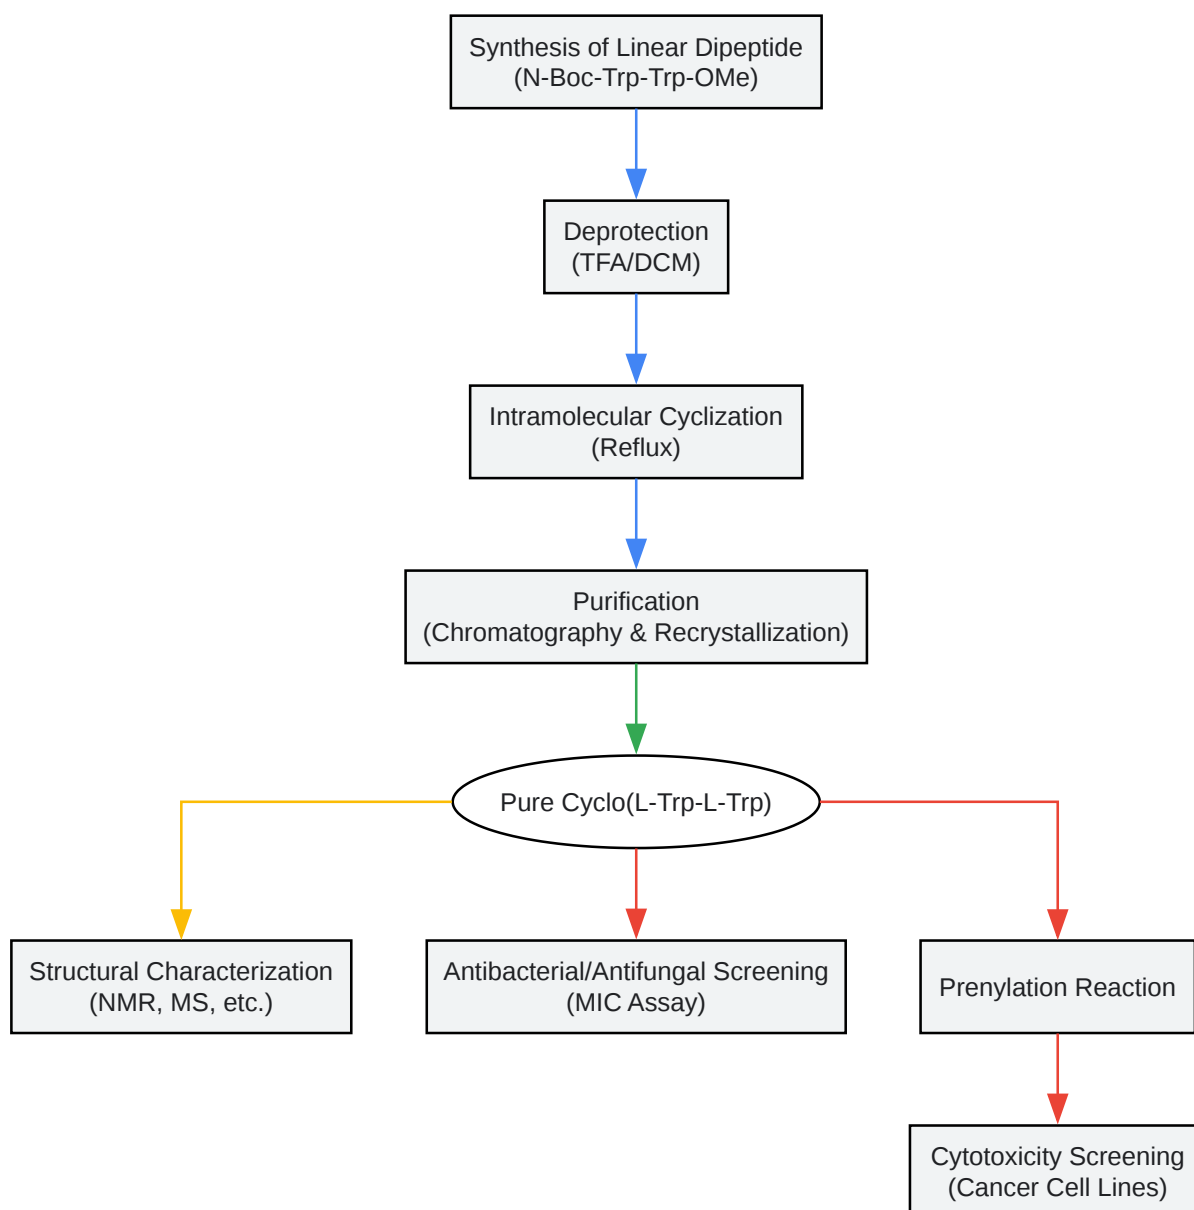 Synthesis of Linear Dipeptide
(N-Boc-Trp-Trp-OMe)
Deprotection
(TFA/DCM)
Intramolecular Cyclization
(Reflux)
Purification
(Chromatography & Recrystallization)
Pure Cyclo(L-Trp-L-Trp)
Structural Characterization
(NMR, MS, etc.)
Antibacterial/Antifungal Screening
(MIC Assay)
Prenylation Reaction
Cytotoxicity Screening
(Cancer Cell Lines)